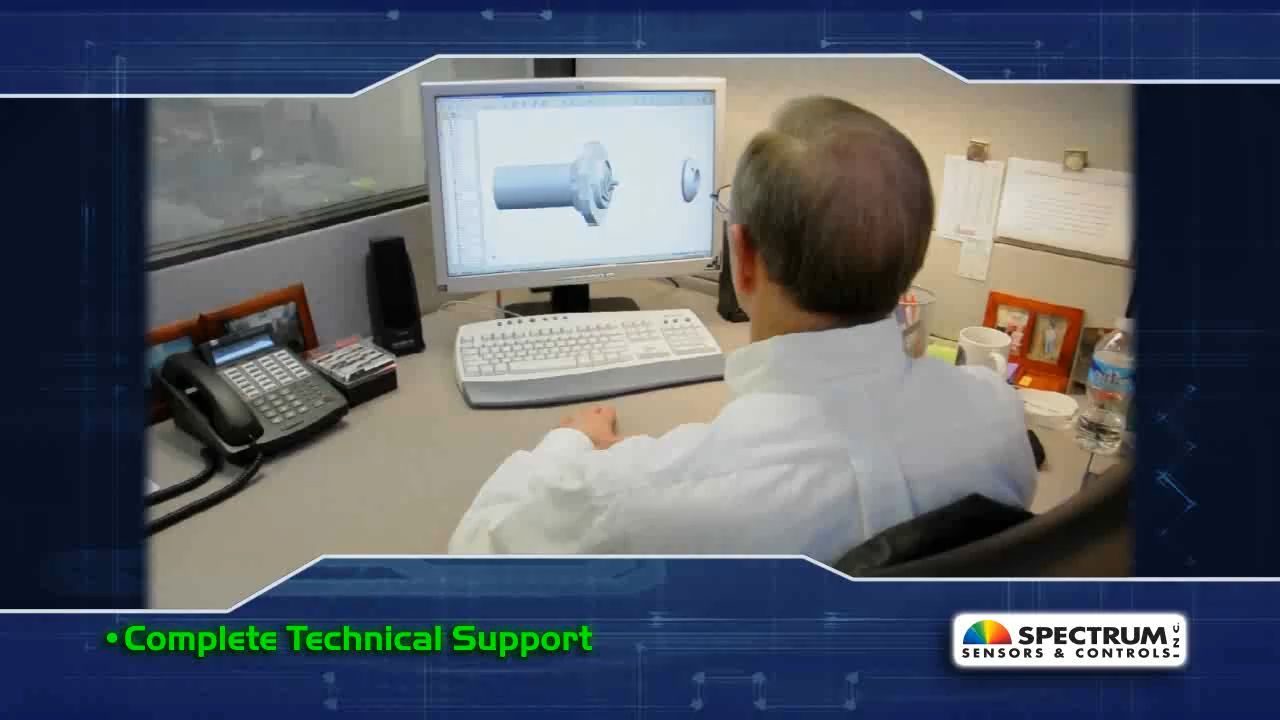 • Complete Technical Support
SPECTRUM INC.
SENSORS & CONTROLS